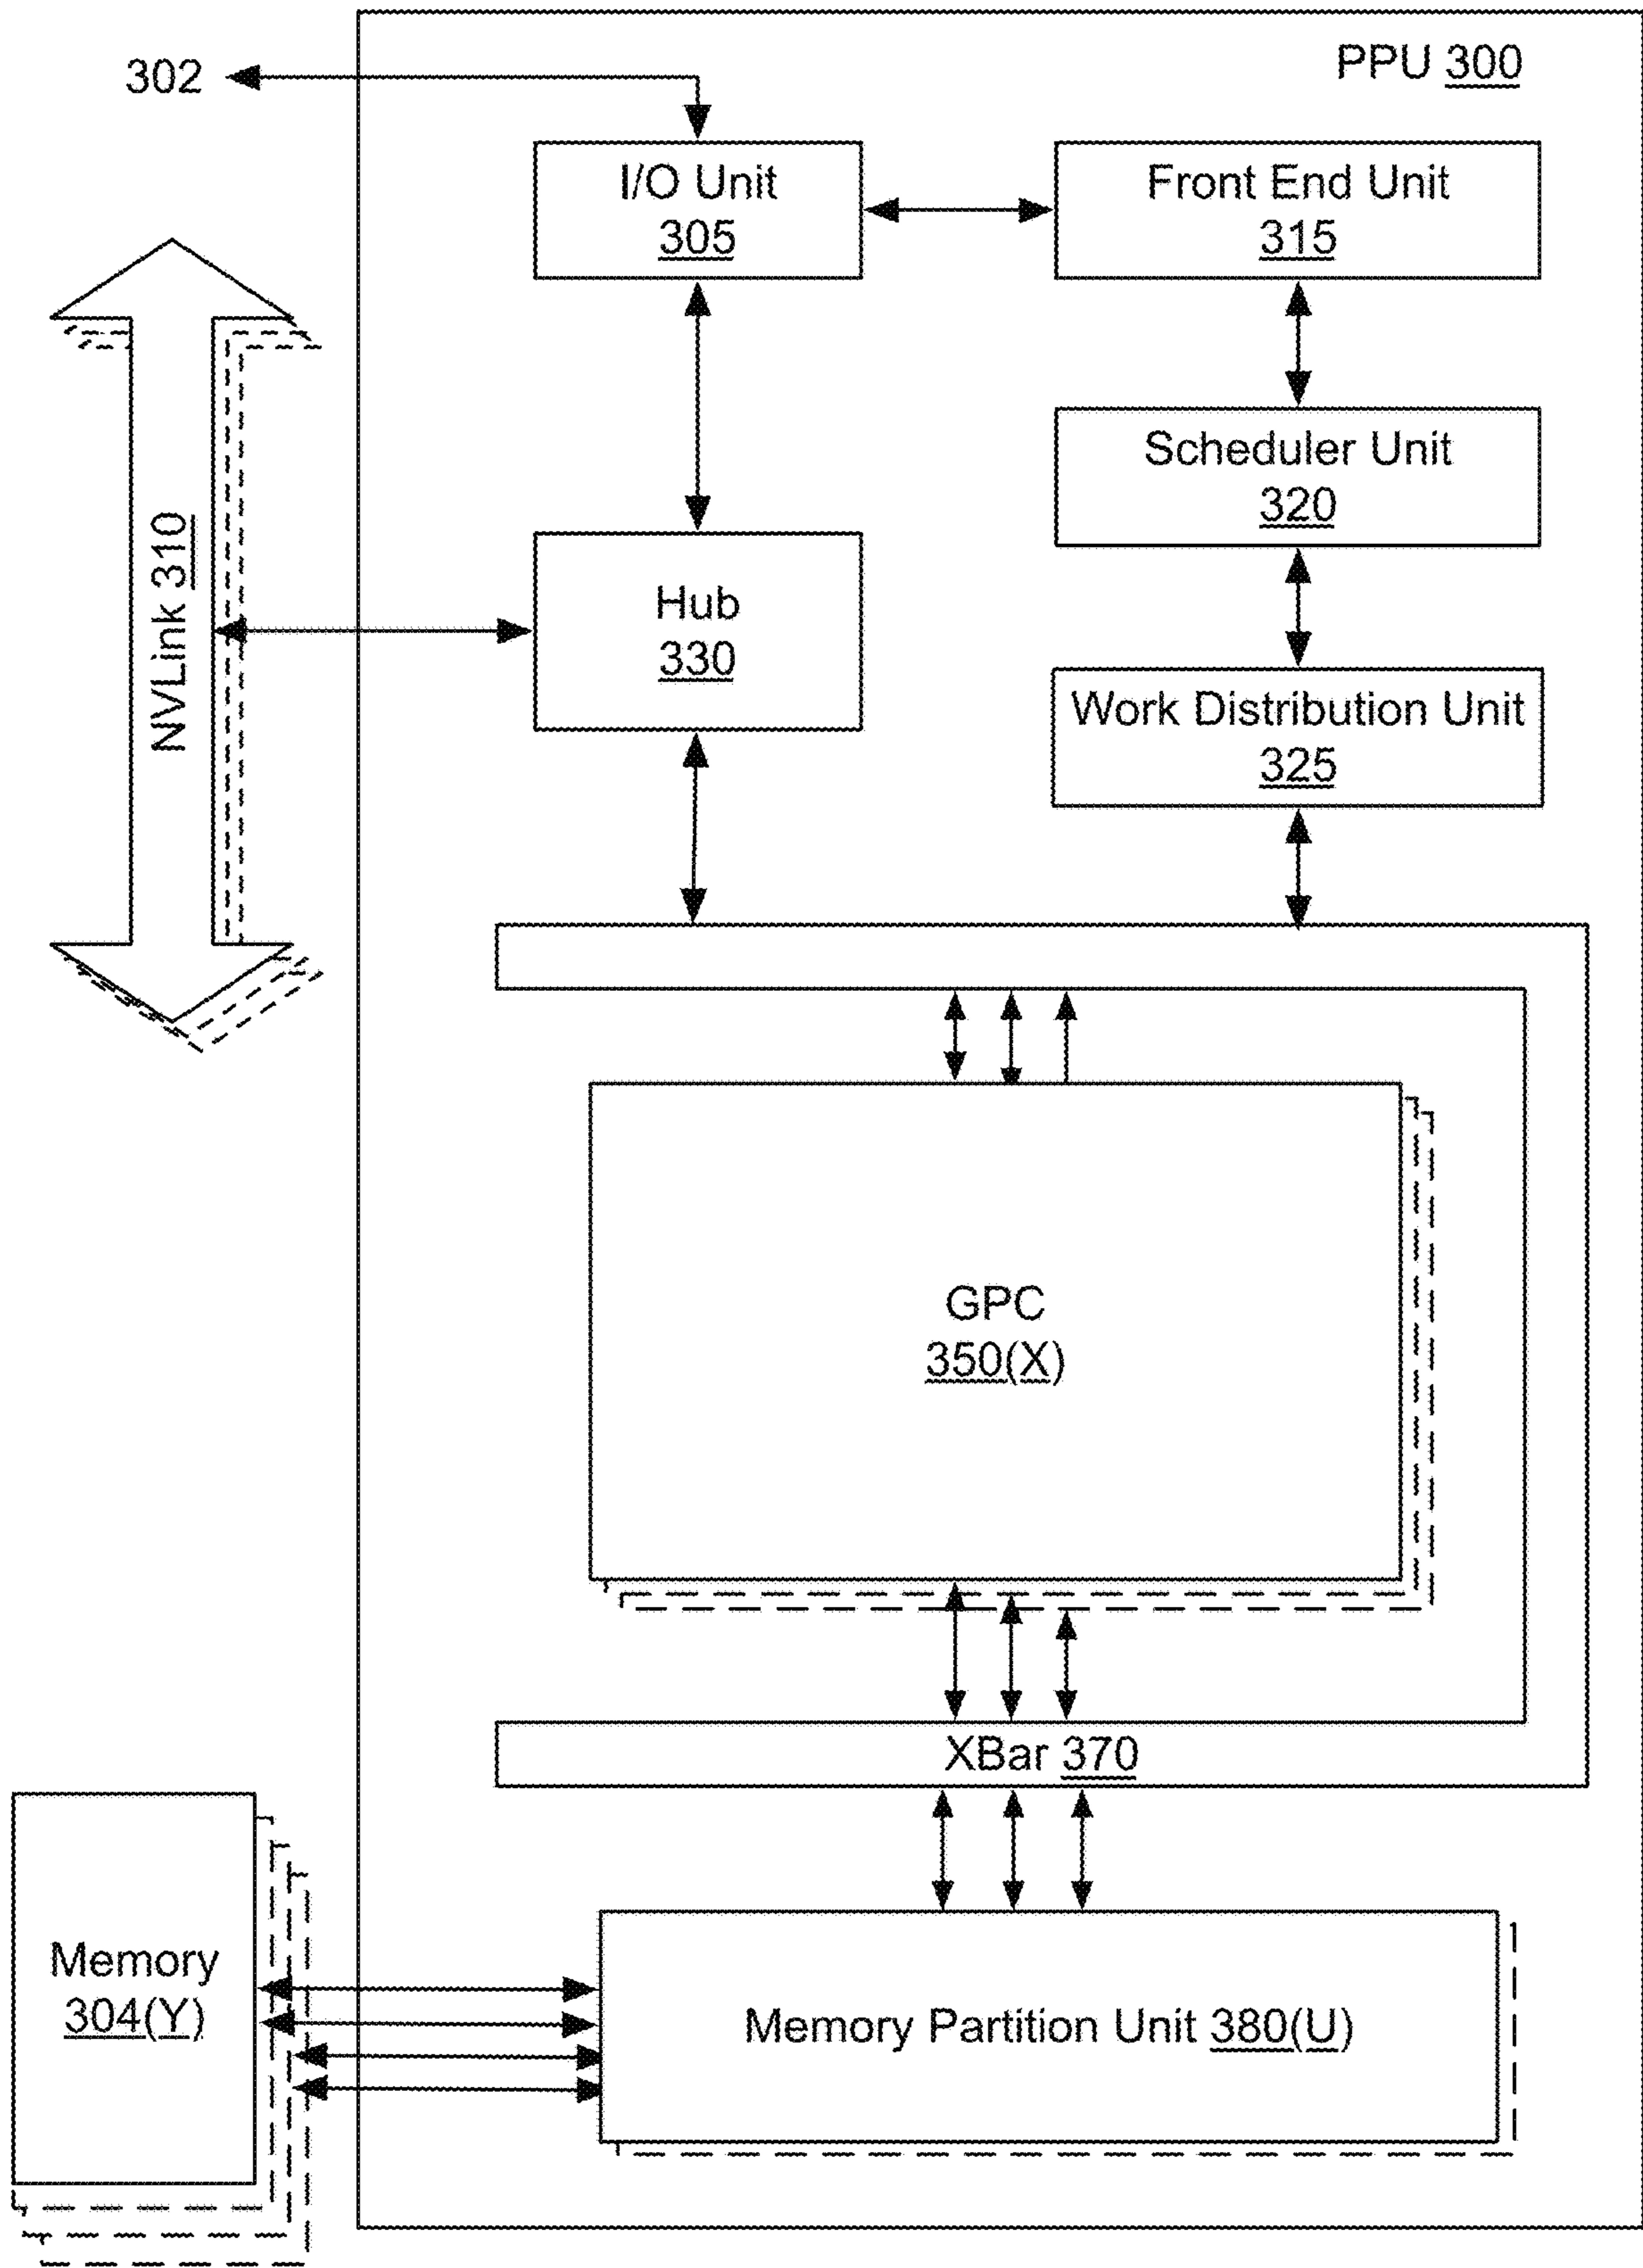 PPU 300
302
I/O Unit
305
Front End Unit
315
Scheduler Unit
320
NVLink 310
Hub
330
Work Distribution Unit
325
GPC
350(X)
XBar 370
Memory
304(Y)
Memory Partition Unit 380(U)